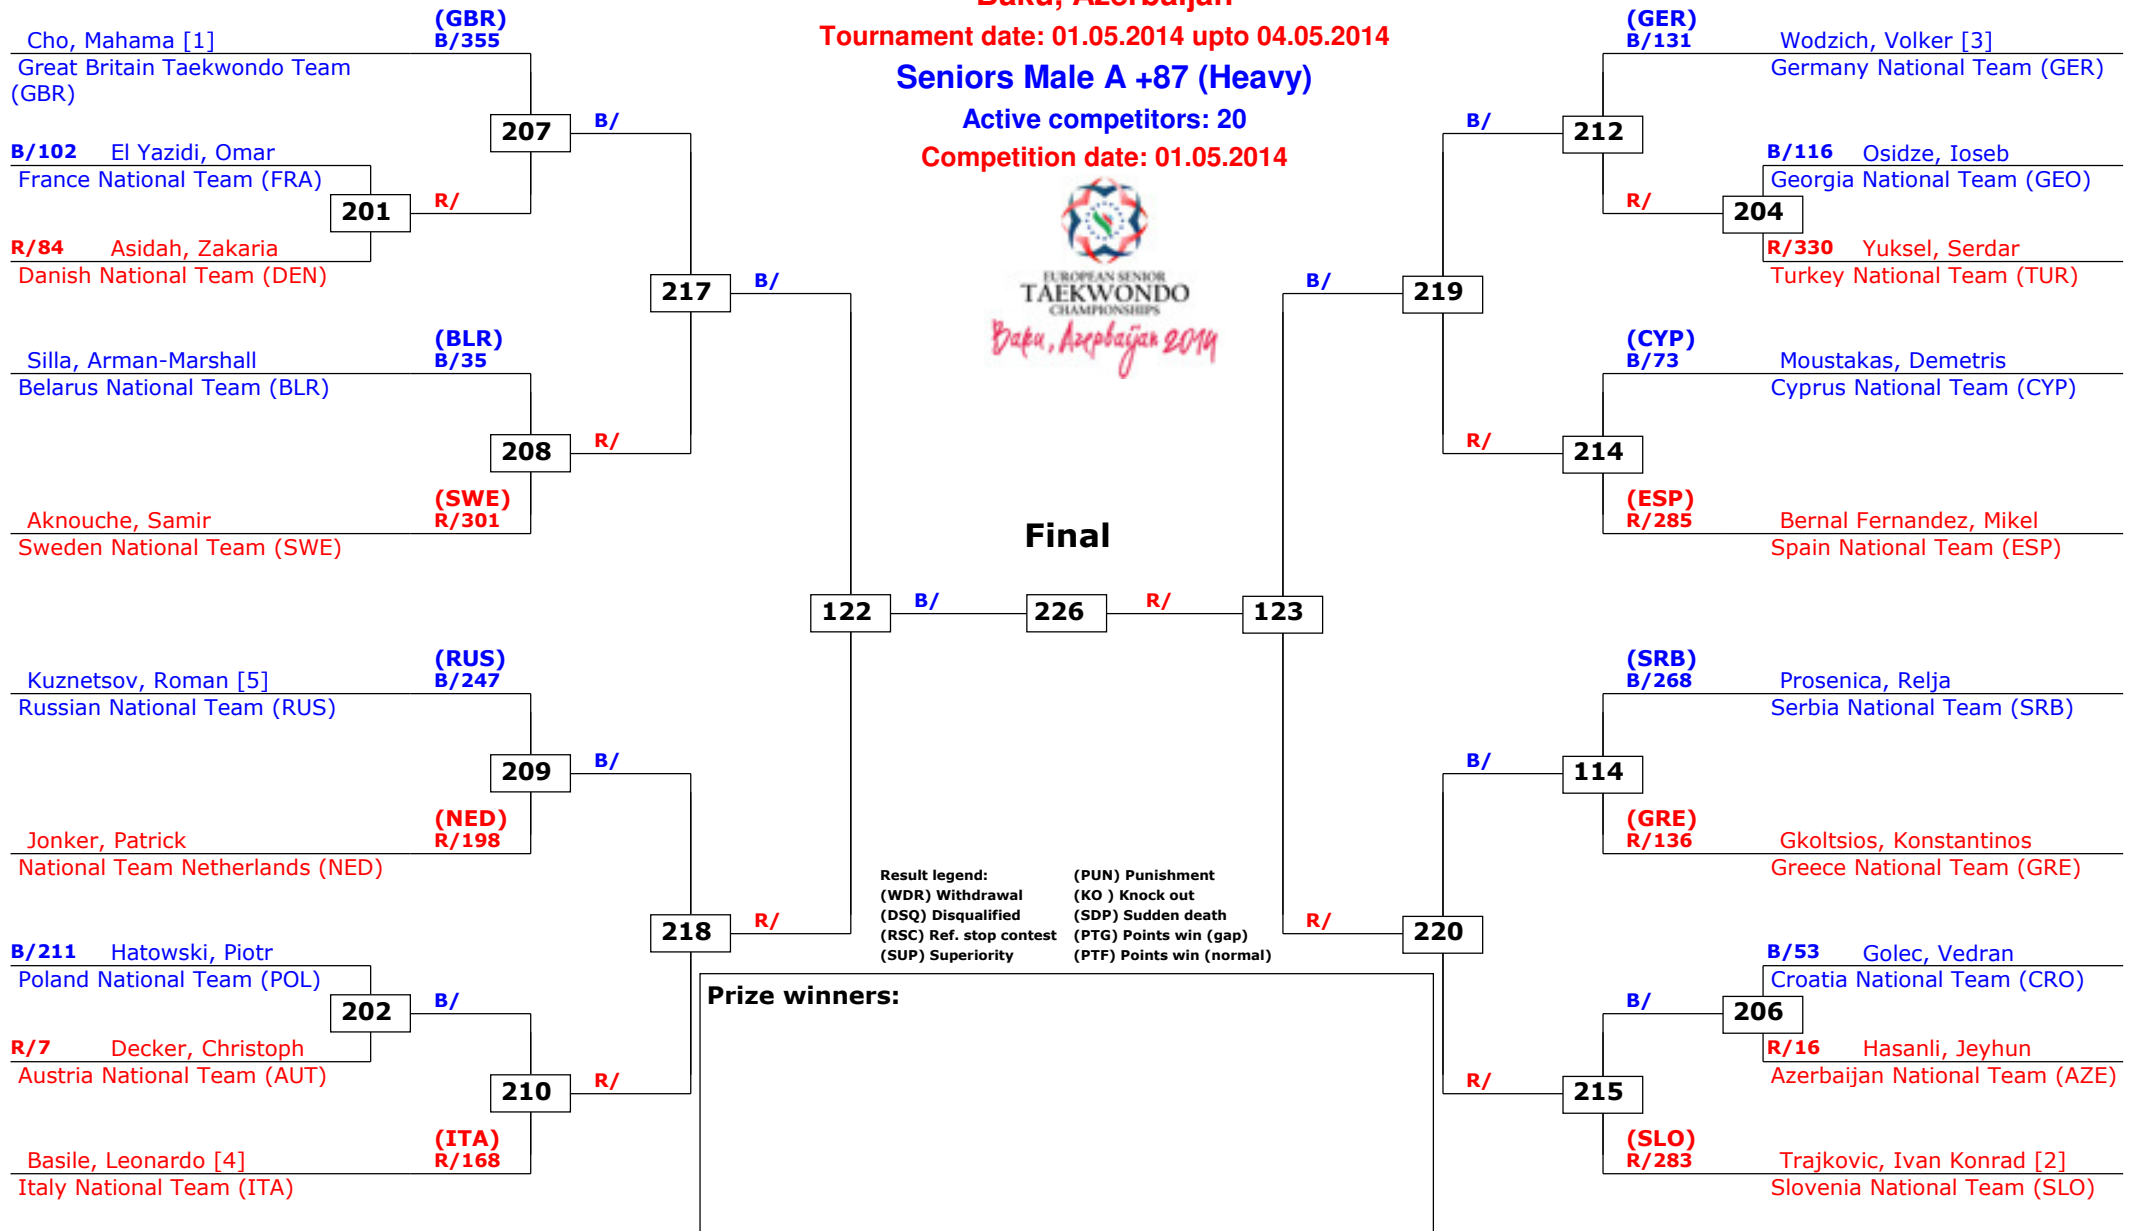 Baku, Azerbaijan
Tournament date: 01.05.2014 upto 04.05.2014
Seniors Male A +87 (Heavy)
Active competitors: 20
Competition date: 01.05.2014
EUROPEAN SENIOR
TAEKWONDO
CHAMPIONSHIPS
Baku, Azerbaijan 2014
(GBR)
Cho, Mahama [1] B/355
Great Britain Taekwondo Team
(GBR)
207
B/
B/102 El Yazidi, Omar
France National Team (FRA)
201
R/
R/84 Asidah, Zakaria
Danish National Team (DEN)
217
B/
(BLR)
Silla, Arman-Marshall B/35
Belarus National Team (BLR)
208
R/
(SWE)
Aknouche, Samir R/301
Sweden National Team (SWE)
122
B/
(RUS)
Kuznetsov, Roman [5] B/247
Russian National Team (RUS)
209
B/
(NED)
Jonker, Patrick R/198
National Team Netherlands (NED)
218
R/
B/211 Hatowski, Piotr
Poland National Team (POL)
202
B/
R/7 Decker, Christoph
Austria National Team (AUT)
210
R/
(ITA)
Basile, Leonardo [4] R/168
Italy National Team (ITA)
Final
226
(GER)
B/131 Wodzich, Volker [3]
Germany National Team (GER)
B/
212
B/116 Osidze, Ioseb
Georgia National Team (GEO)
R/
204
R/330 Yuksel, Serdar
Turkey National Team (TUR)
B/
219
(CYP)
B/73 Moustakas, Demetris
Cyprus National Team (CYP)
R/
214
(ESP)
R/285 Bernal Fernandez, Mikel
Spain National Team (ESP)
R/
123
(SRB)
B/268 Prosenica, Relja
Serbia National Team (SRB)
B/
114
(GRE)
R/136 Gkoltsios, Konstantinos
Greece National Team (GRE)
R/
220
B/53 Golec, Vedran
Croatia National Team (CRO)
B/
206
R/16 Hasanli, Jeyhun
Azerbaijan National Team (AZE)
R/
215
(SLO)
R/283 Trajkovic, Ivan Konrad [2]
Slovenia National Team (SLO)
Result legend: (PUN) Punishment
(WDR) Withdrawal (KO ) Knock out
(DSQ) Disqualified (SDP) Sudden death
(RSC) Ref. stop contest (PTG) Points win (gap)
(SUP) Superiority (PTF) Points win (normal)
Prize winners: